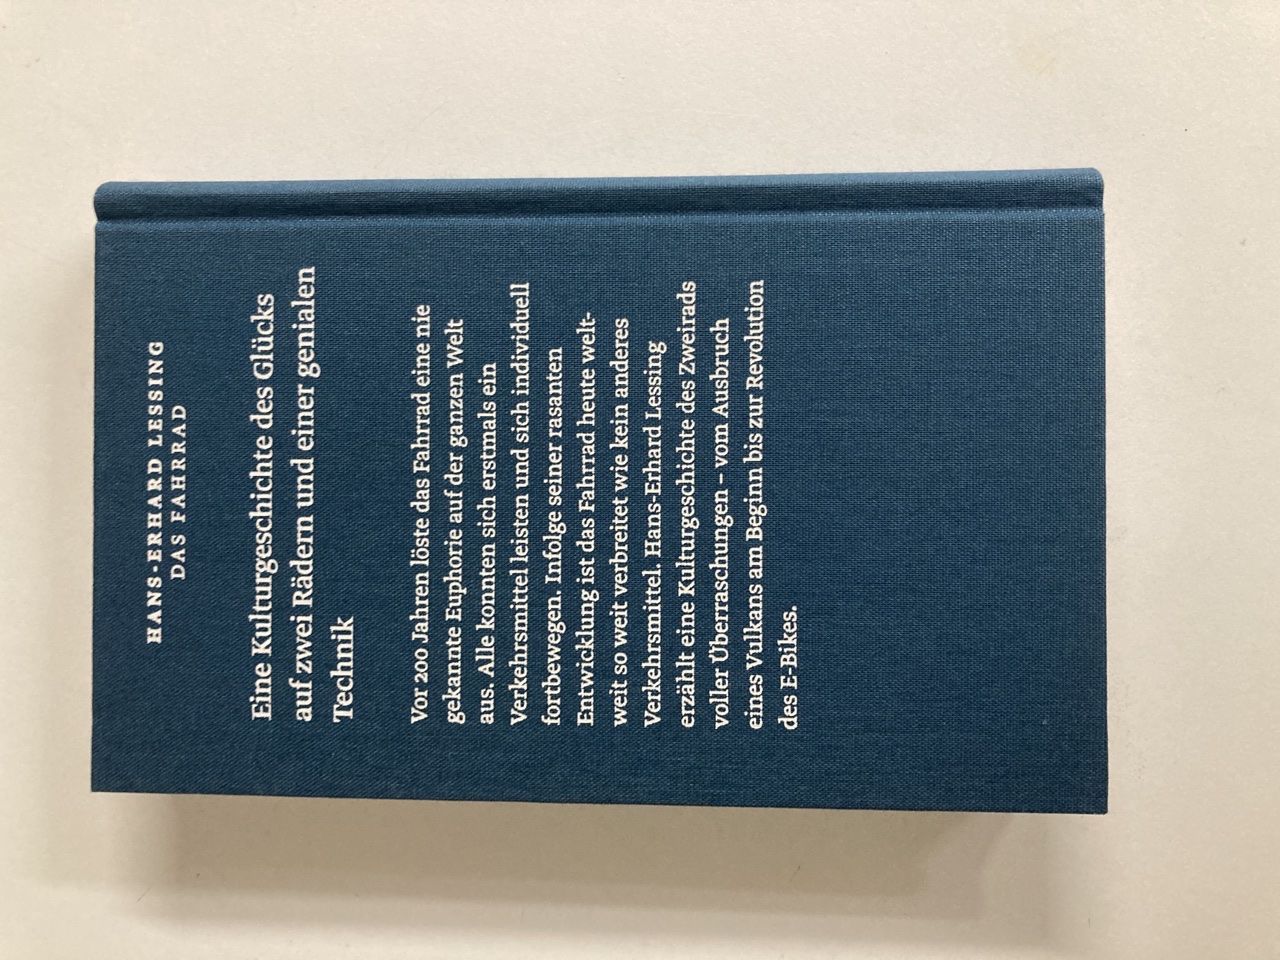 HANS-ERHARD LESSING
DAS FAHRRAD
Eine Kulturgeschichte des Glücks
auf zwei Rädern und einer genialen
Technik
Vor 200 Jahren löste das Fahrrad eine nie
gekannte Euphorie auf der ganzen Welt
aus. Alle konnten sich erstmals ein
Verkehrsmittel leisten und sich individuell
fortbewegen. Infolge seiner rasanten
Entwicklung ist das Fahrrad heute welt-
weit so weit verbreitet wie kein anderes
Verkehrsmittel. Hans-Erhard Lessing
erzählt eine Kulturgeschichte des Zweirads
voller Überraschungen – vom Ausbruch
eines Vulkans am Beginn bis zur Revolution
des E-Bikes.